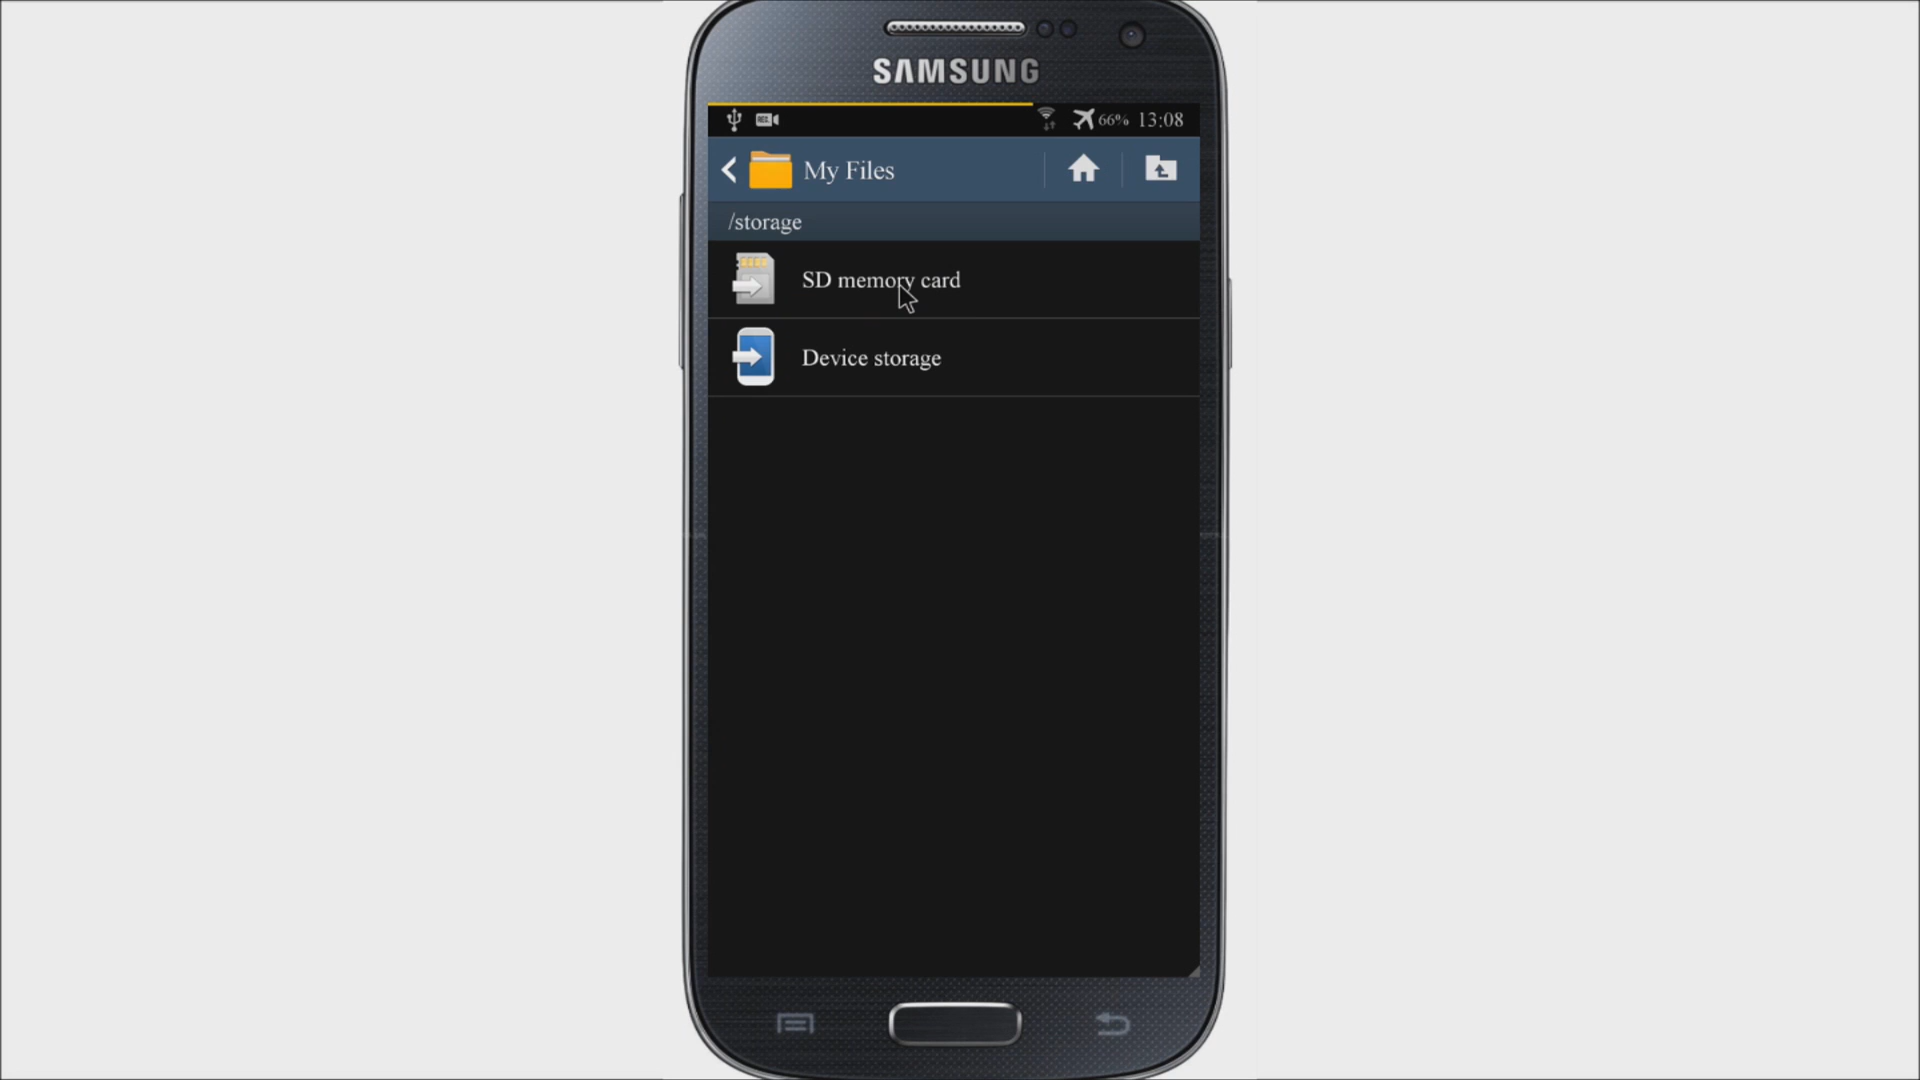 SAMSUNG
66% 13:08
My Files
/storage
SD memory card
Device storage